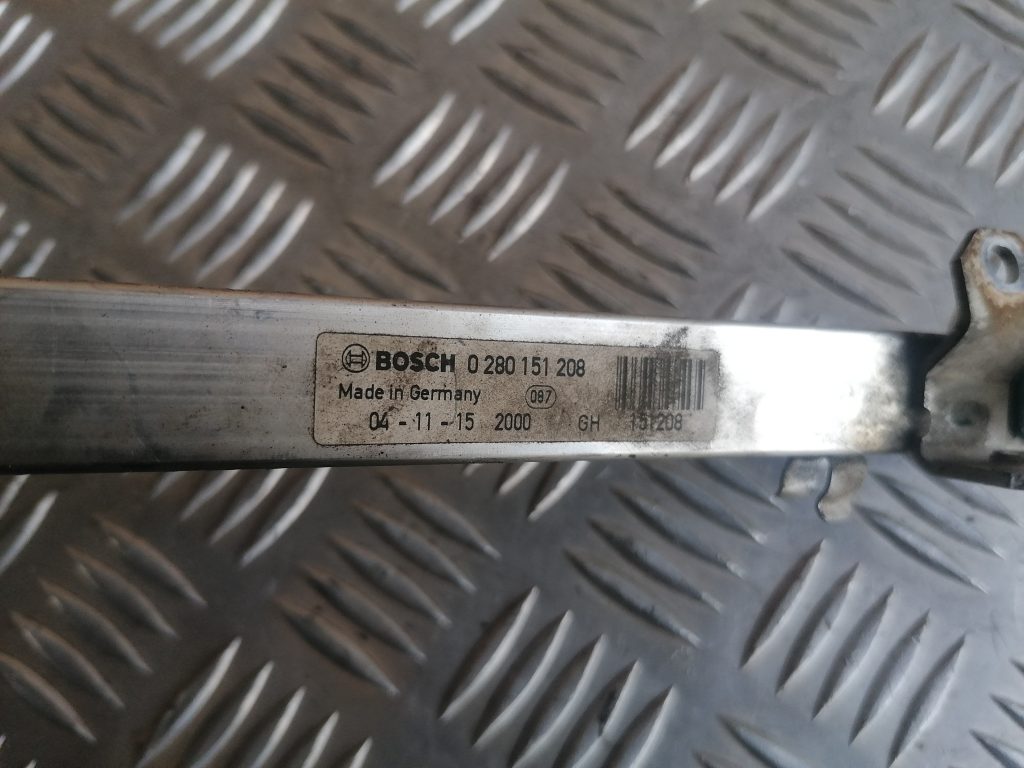 BOSCH 0 280 151 208
Made in Germany 087
04 - 11 - 15 2000 GH 151208